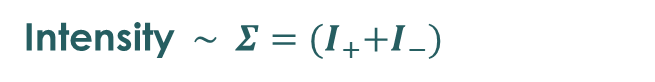 Intensity ~ Σ = (I₊+I₋)